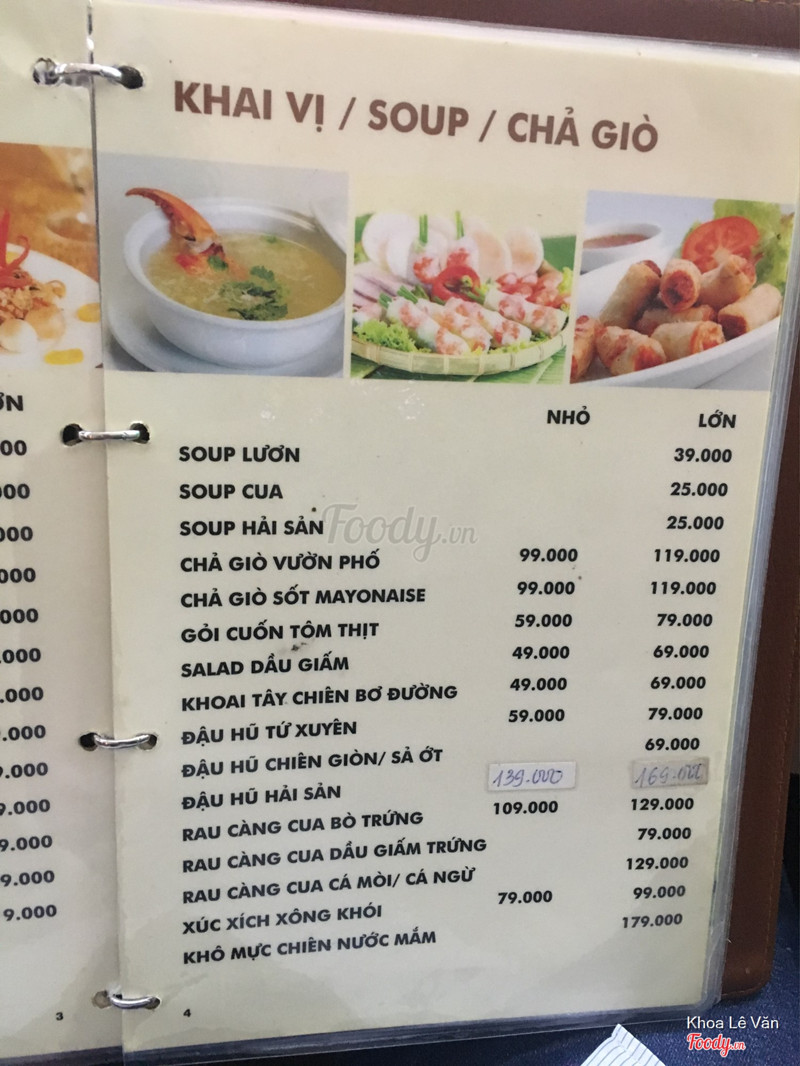 KHAI VỊ / SOUP / CHẢ GIÒ
NHỎ LỚN
SOUP LƯƠN 39.000
SOUP CUA 25.000
SOUP HẢI SẢN 25.000
CHẢ GIÒ VƯỜN PHỐ 99.000 119.000
CHẢ GIÒ SỐT MAYONAISE 99.000 119.000
GỎI CUỐN TÔM THỊT 59.000 79.000
SALAD DẦU GIẤM 49.000 69.000
KHOAI TÂY CHIÊN BƠ ĐƯỜNG 49.000 69.000
ĐẬU HŨ TỨ XUYÊN 59.000 79.000
ĐẬU HŨ CHIÊN GIÒN/ SẢ ỚT 69.000
ĐẬU HŨ HẢI SẢN 139.000 169.000
RAU CÀNG CUA BÒ TRỨNG 109.000 129.000
RAU CÀNG CUA DẦU GIẤM TRỨNG 79.000
RAU CÀNG CUA CÁ MÒI/ CÁ NGỪ 129.000
XÚC XÍCH XÔNG KHÓI 79.000 99.000
KHÔ MỰC CHIÊN NƯỚC MẮM 179.000
3
4
Foody.vn
Khoa Lê Văn
Foody.vn